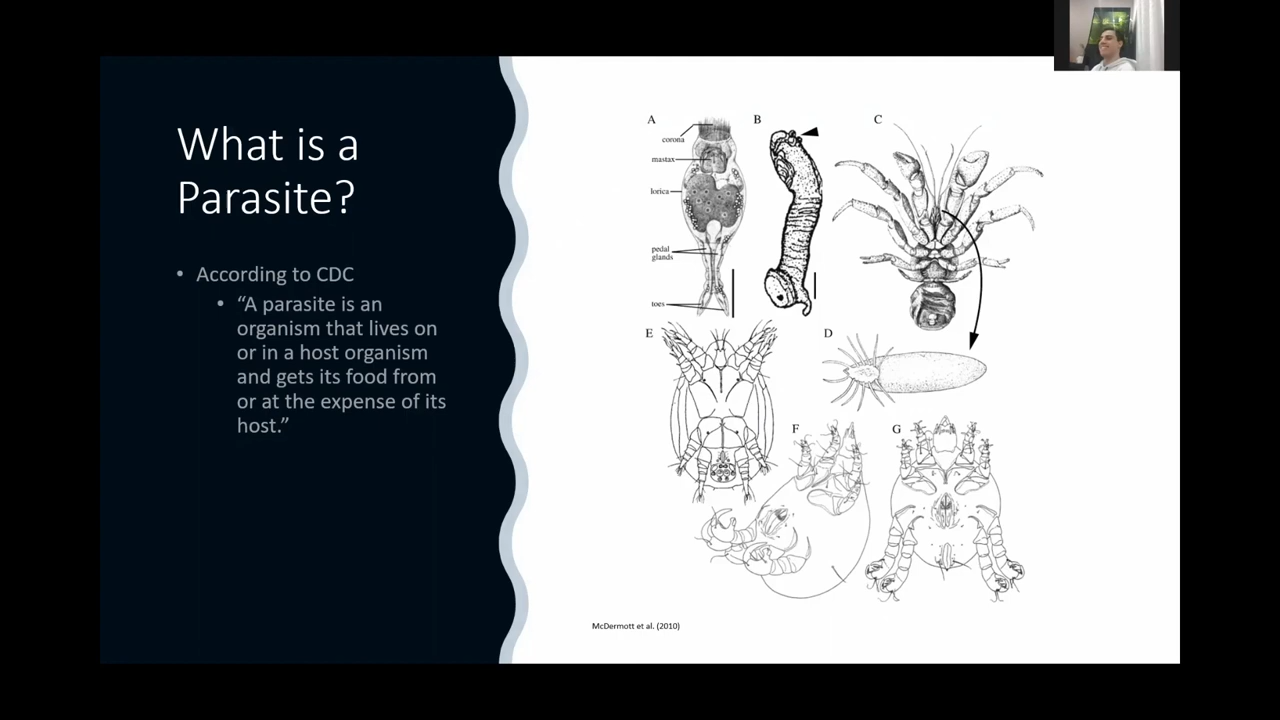 What is a
Parasite?
• According to CDC
• “A parasite is an
organism that lives on
or in a host organism
and gets its food from
or at the expense of its
host.”
A
B
C
corona
mastax
lorica
pedal
glands
toes
E
D
F
G
McDermott et al. (2010)